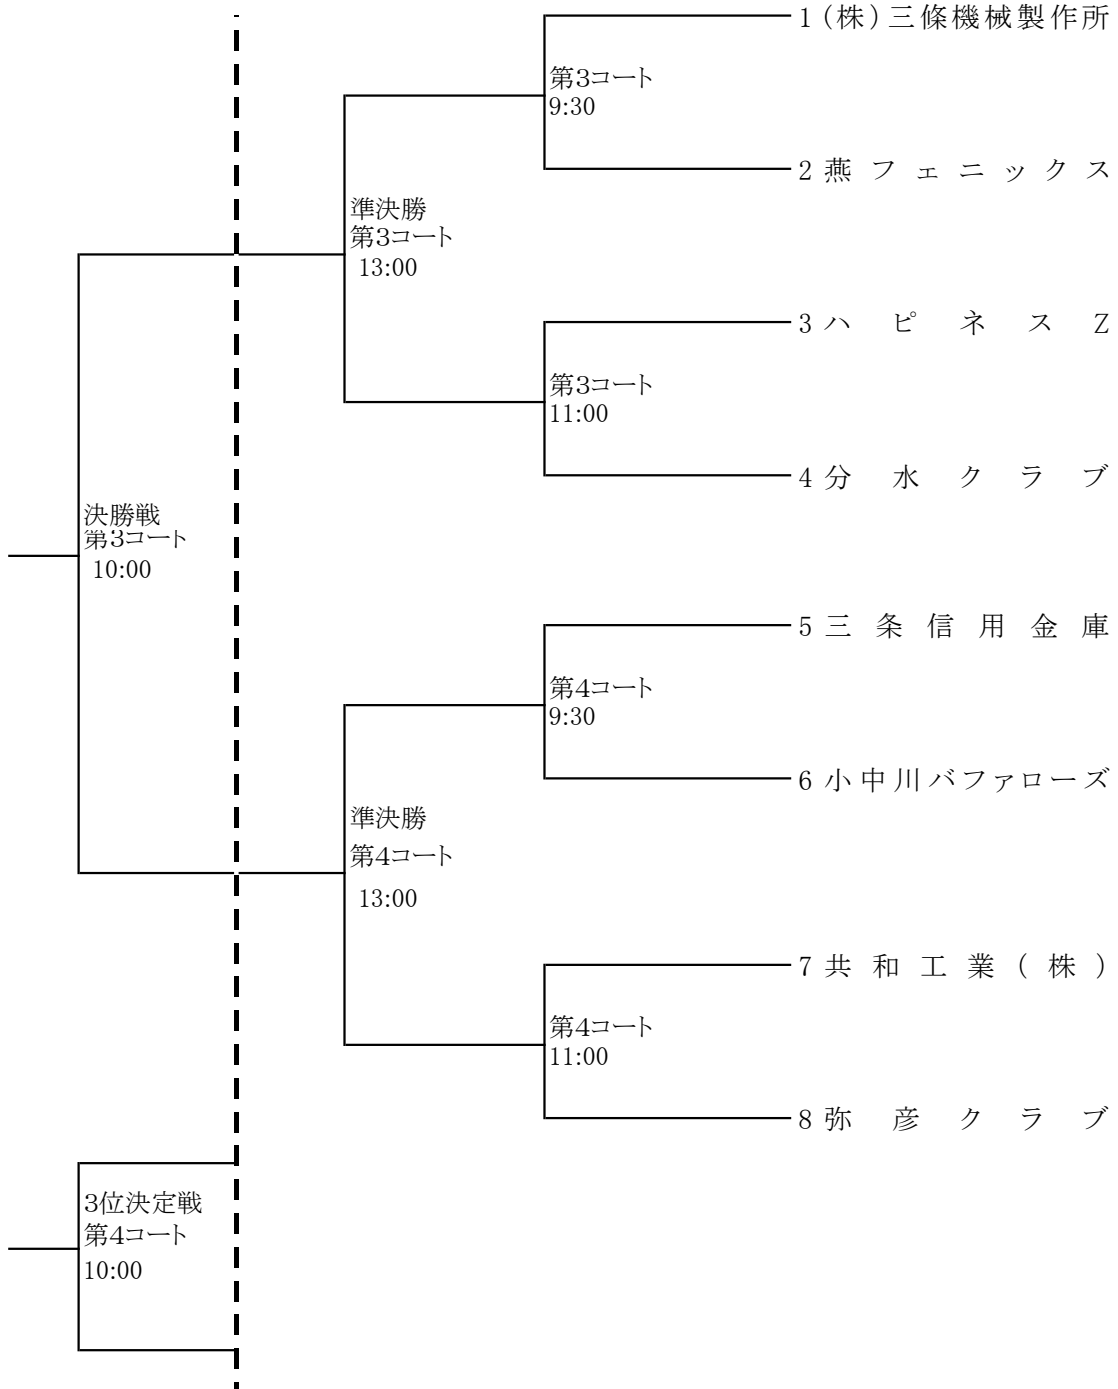 1 (株)三條機械製作所
第3コート
9:30
2 燕フェニックス
準決勝
第3コート
13:00
3 ハピネスZ
第3コート
11:00
4 分水クラブ
決勝戦
第3コート
10:00
5 三条信用金庫
第4コート
9:30
6 小中川バファローズ
準決勝
第4コート
13:00
7 共和工業(株)
第4コート
11:00
8 弥彦クラブ
3位決定戦
第4コート
10:00